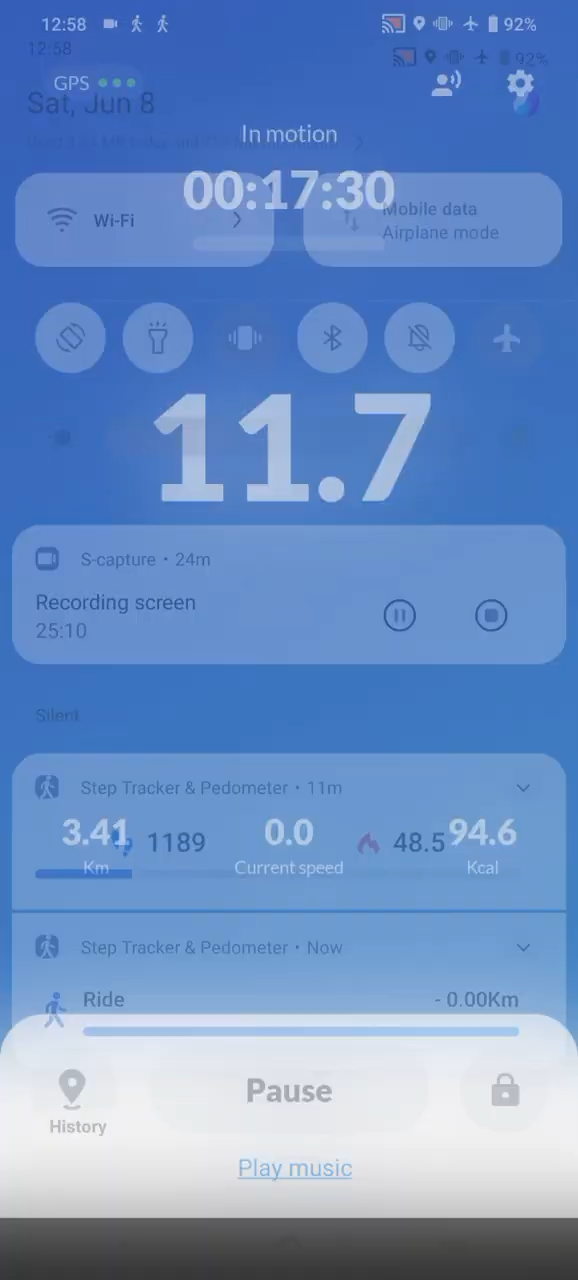 12:58 92%
12:58 92%
GPS
Sat, Jun 8
In motion
00:17:30
Wi-Fi
Mobile data
Airplane mode
11.7
S-capture • 24m
Recording screen
25:10
Silent
Step Tracker & Pedometer • 11m
3.41 1189 0.0 48.5 94.6
Km Current speed Kcal
Step Tracker & Pedometer • Now
Ride - 0.00Km
Pause
History
Play music